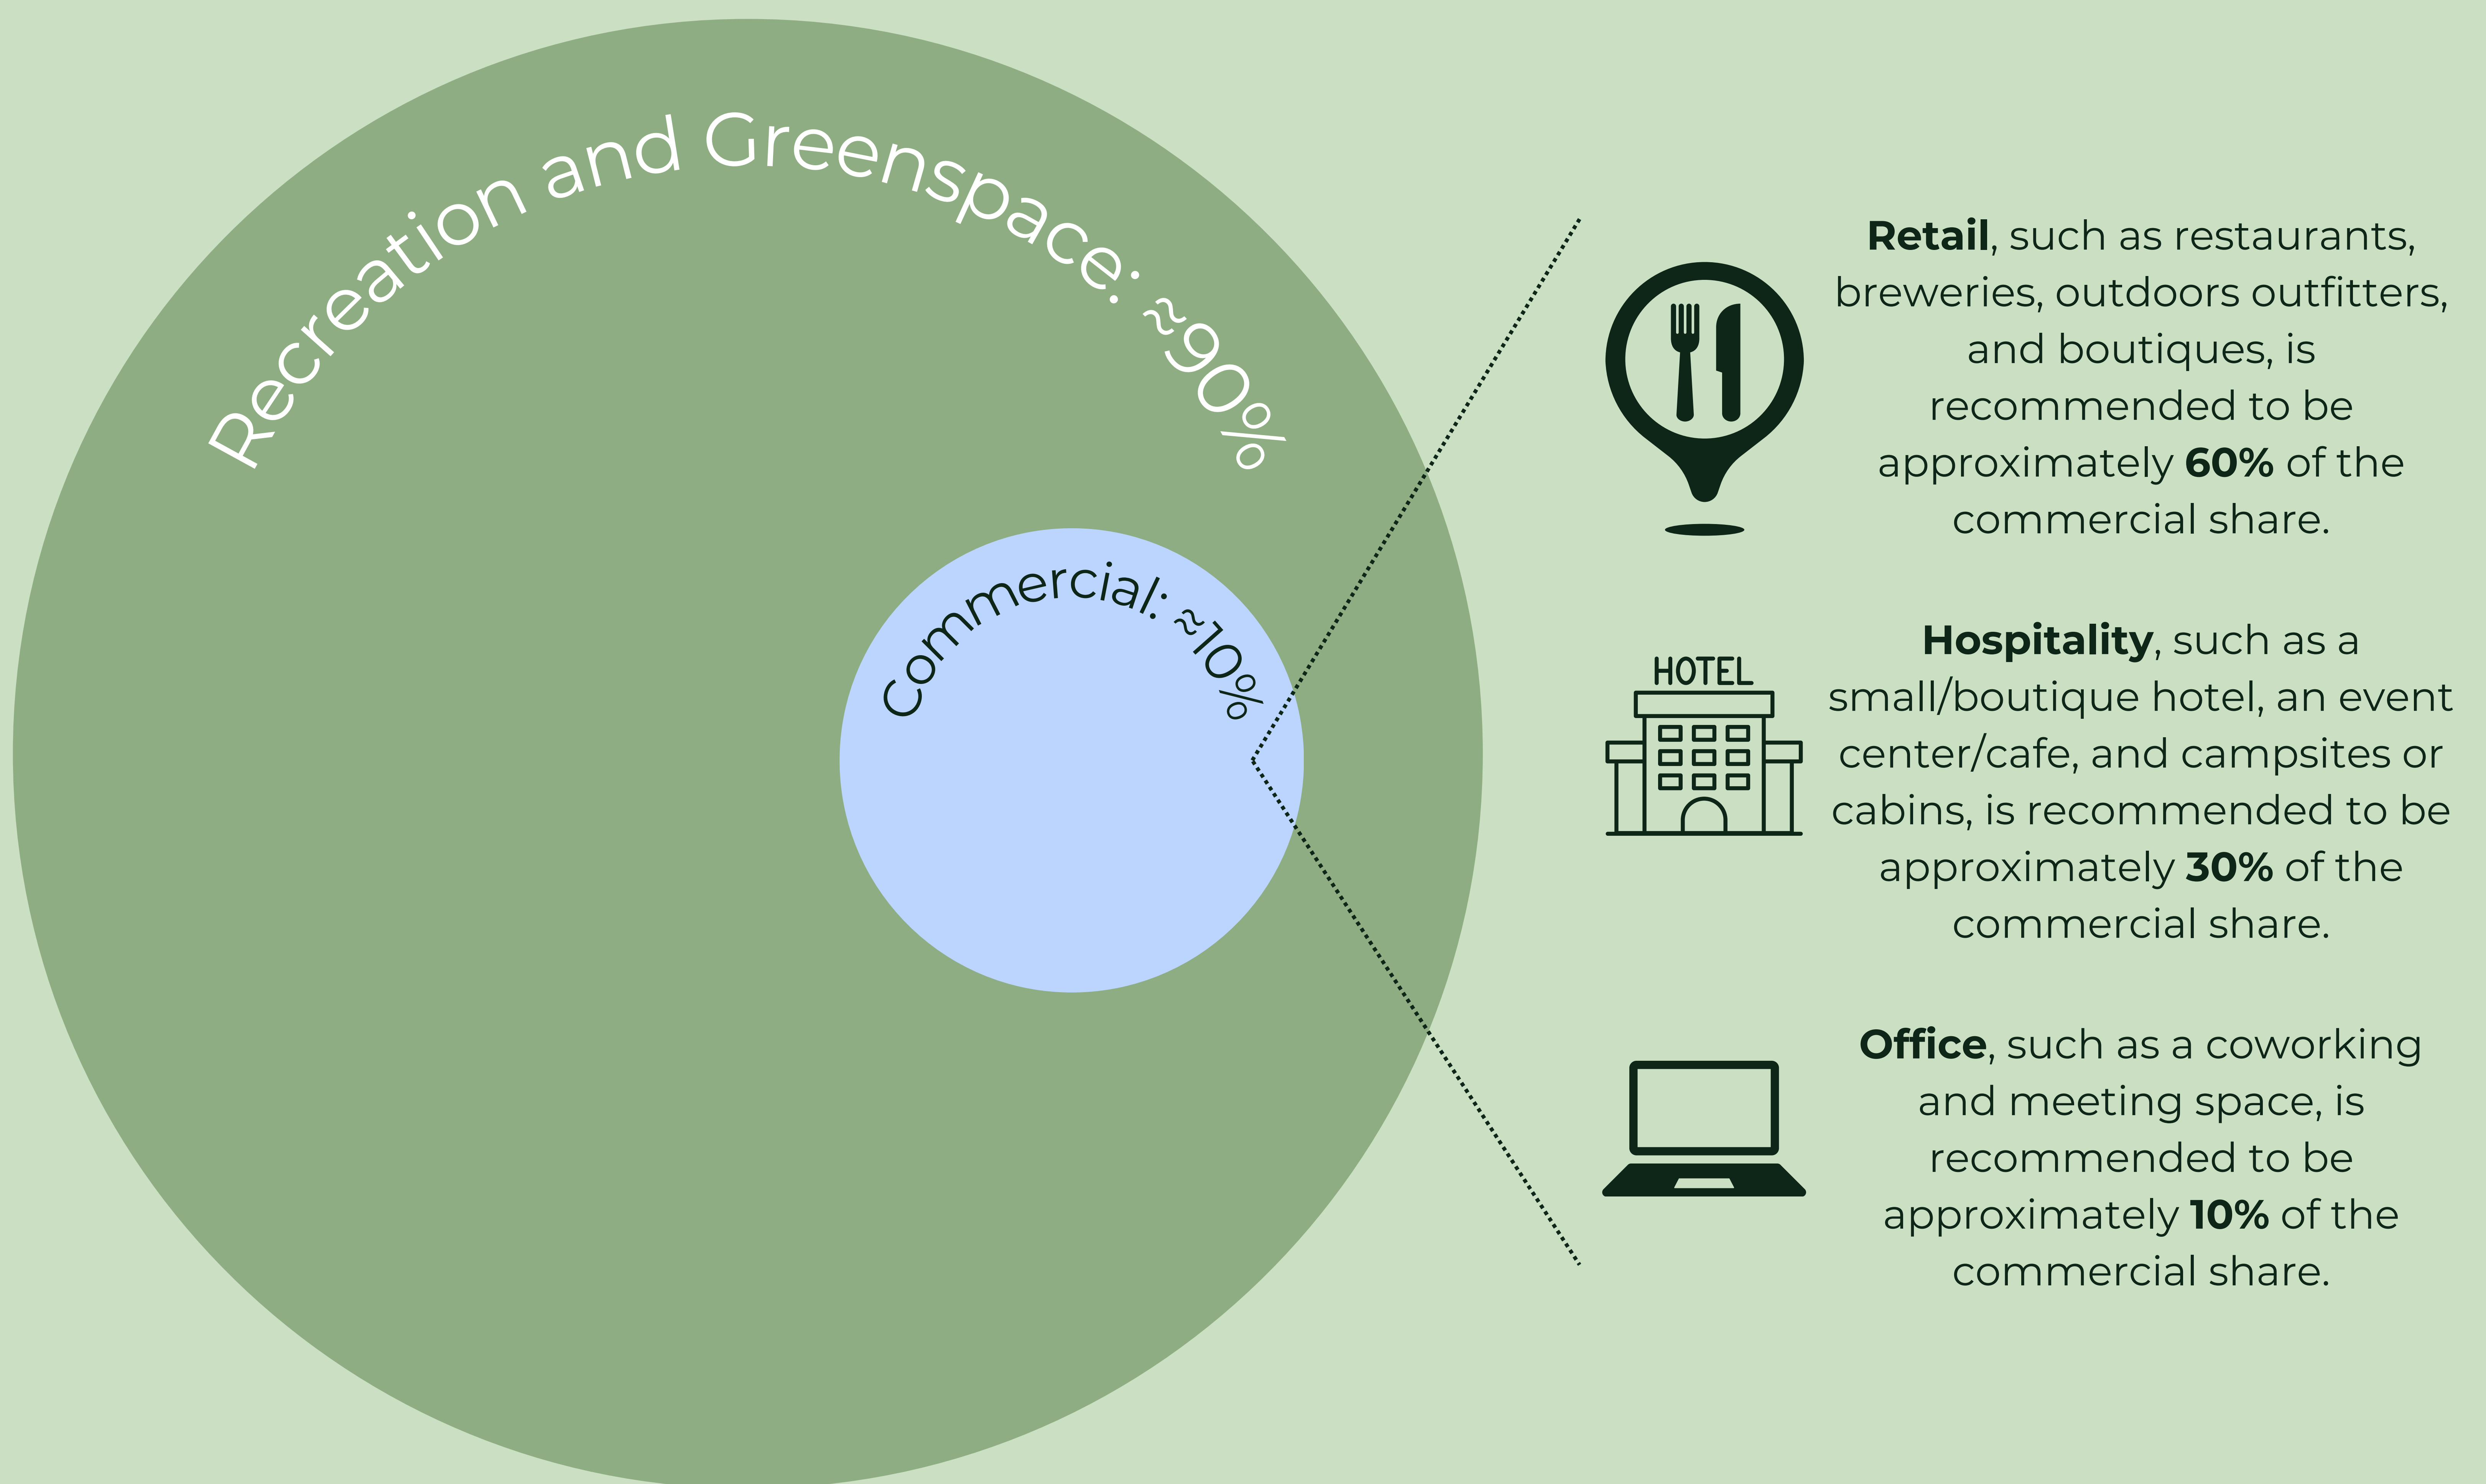 Recreation and Greenspace: ≈90%
Commercial: ≈10%
Retail, such as restaurants,
breweries, outdoors outfitters,
and boutiques, is
recommended to be
approximately 60% of the
commercial share.
HOTEL
Hospitality, such as a
small/boutique hotel, an event
center/cafe, and campsites or
cabins, is recommended to be
approximately 30% of the
commercial share.
Office, such as a coworking
and meeting space, is
recommended to be
approximately 10% of the
commercial share.